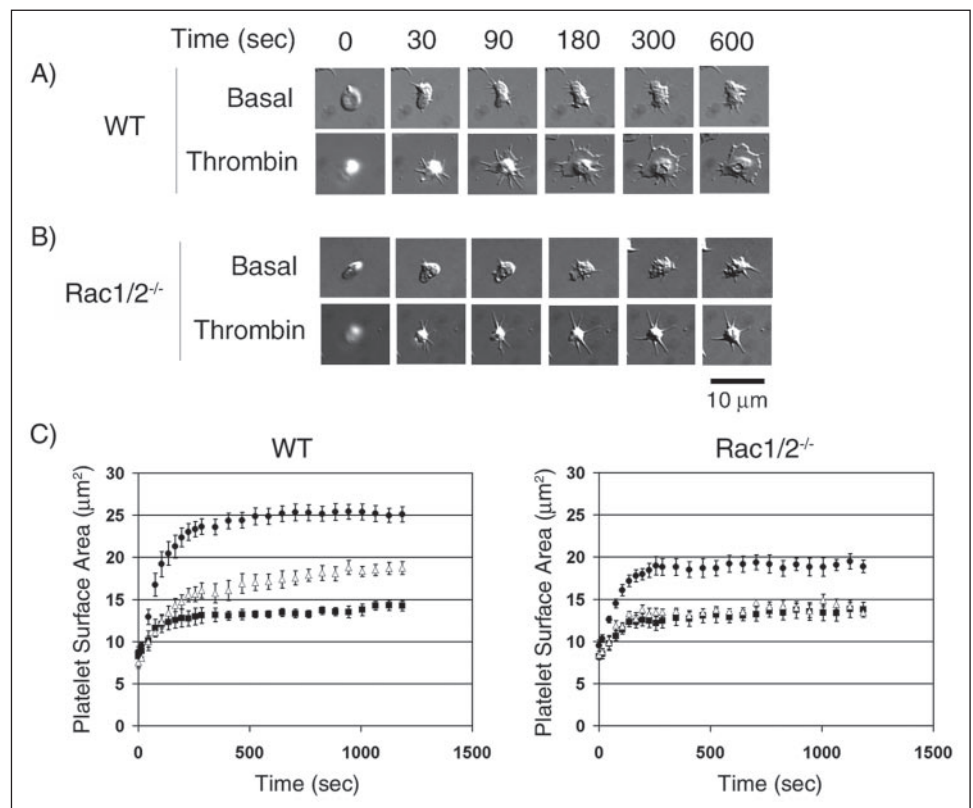 Time (sec) 0 30 90 180 300 600
A)
Basal
WT
Thrombin
B)
Basal
Rac1/2-/-
Thrombin
10 μm
C)
WT
Platelet Surface Area (μm²)
30
25
20
15
10
5
0
0 500 1000 1500
Time (sec)
Rac1/2-/-
Platelet Surface Area (μm²)
30
25
20
15
10
5
0
0 500 1000 1500
Time (sec)